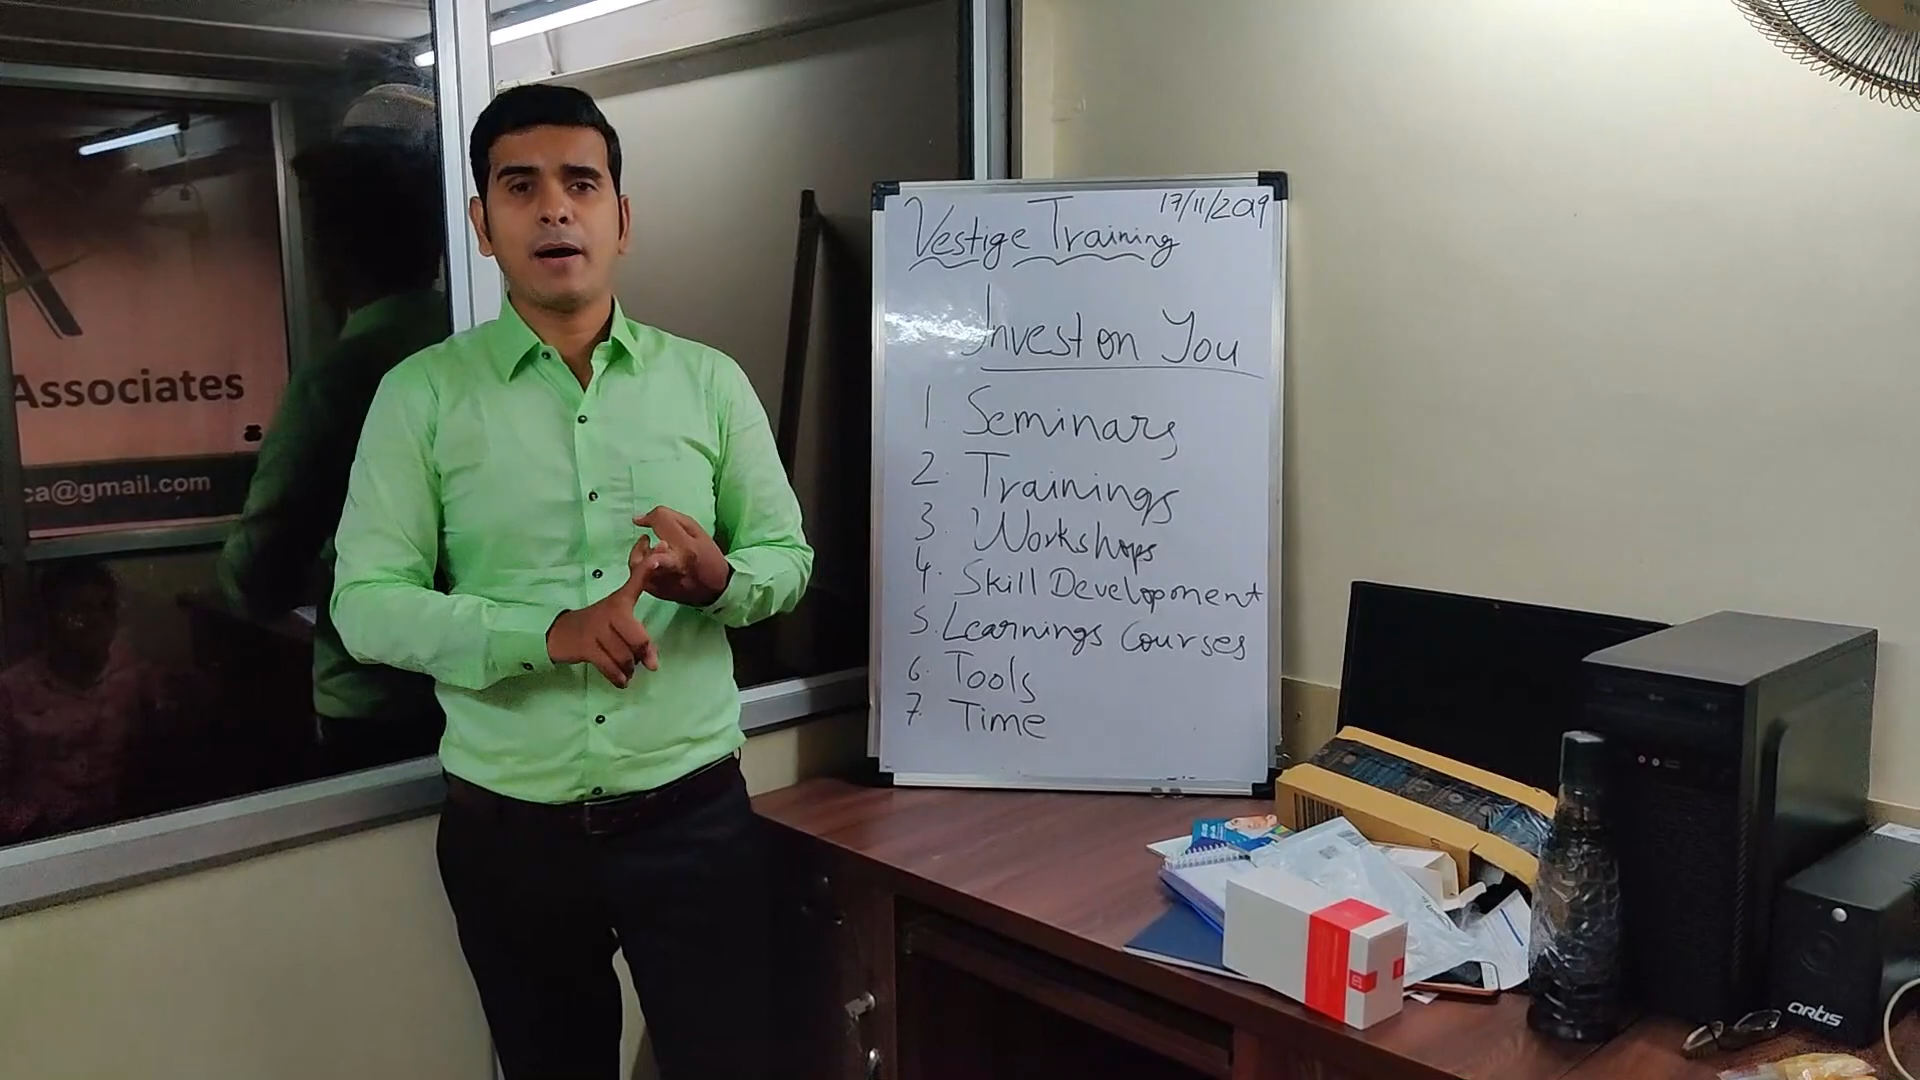 Associates
ca@gmail.com
17/11/2019
Vestige Training
Invest on You
1. Seminars
2. Trainings
3. Workshops
4. Skill Development
5. Learnings Courses
6. Tools
7. Time
artis